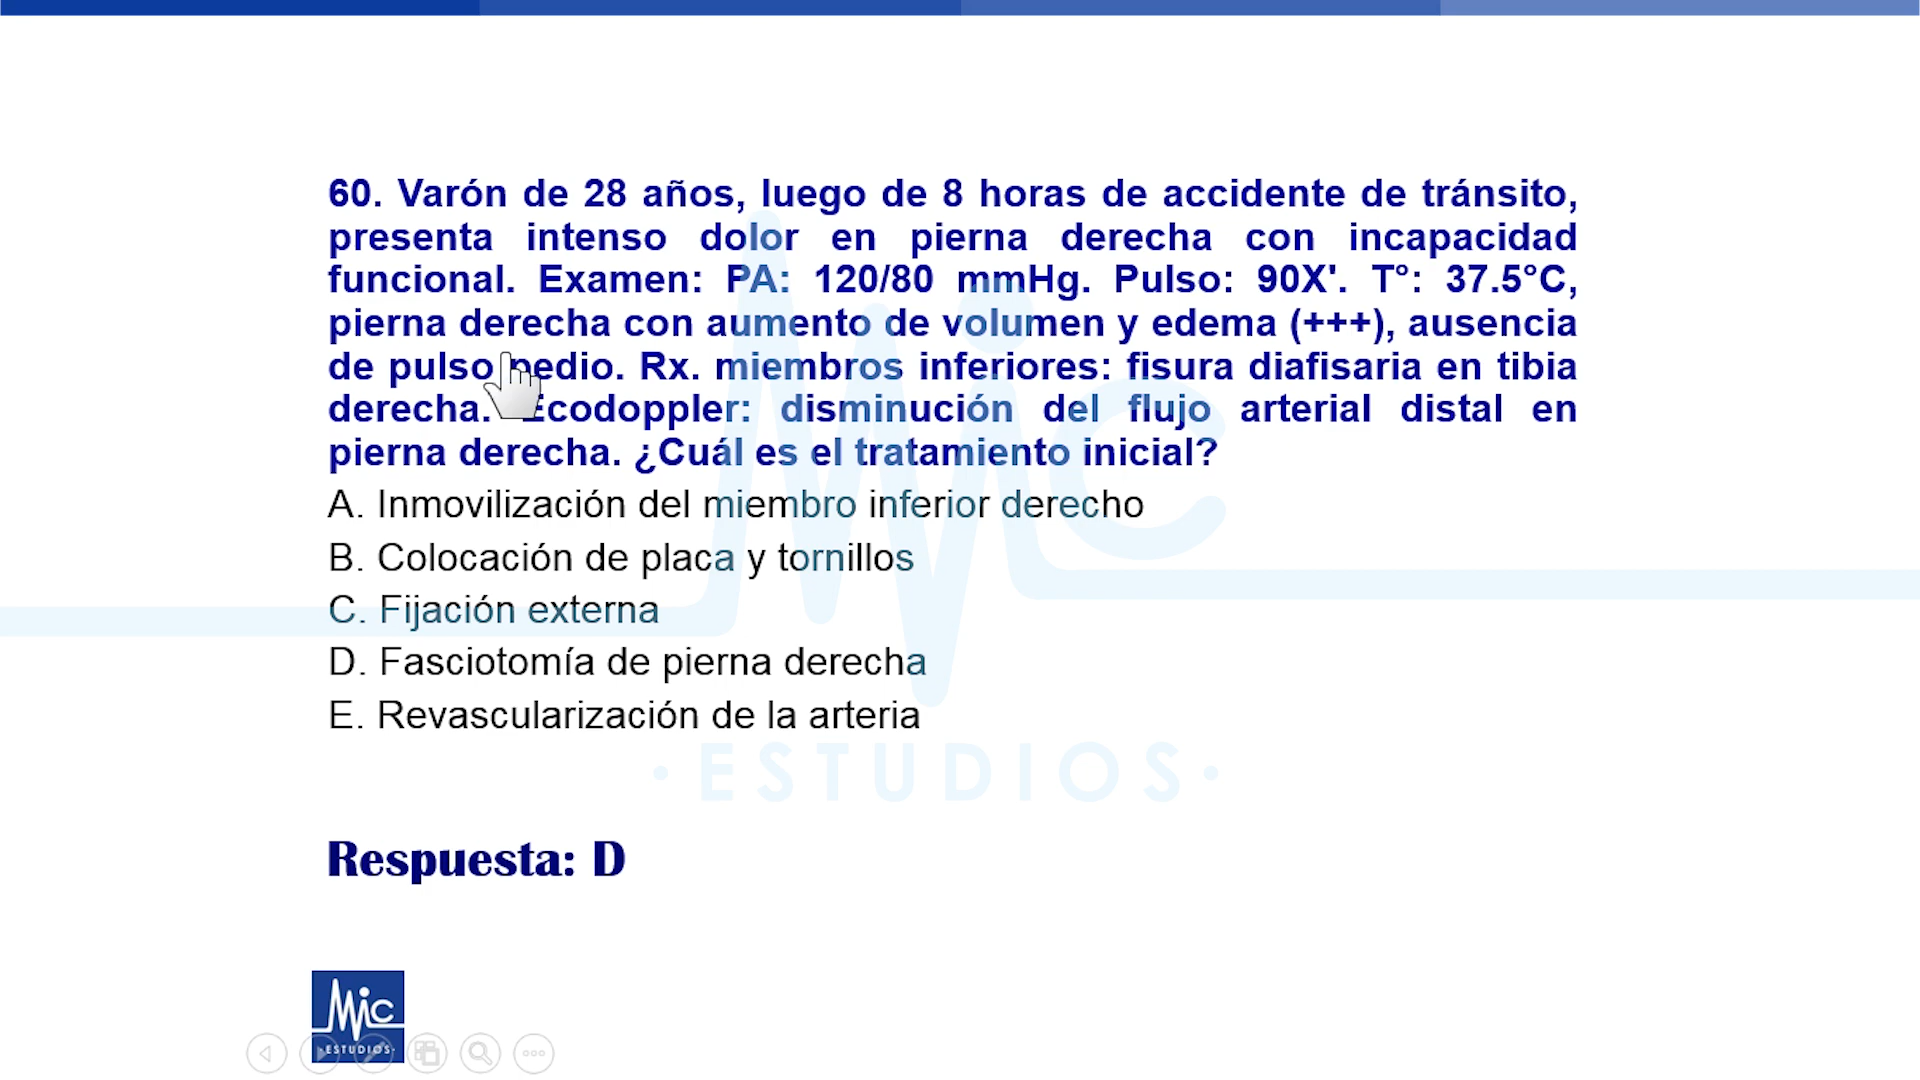 60. Varón de 28 años, luego de 8 horas de accidente de tránsito,
presenta intenso dolor en pierna derecha con incapacidad
funcional. Examen: PA: 120/80 mmHg. Pulso: 90X'. T°: 37.5°C,
pierna derecha con aumento de volumen y edema (+++), ausencia
de pulso pedio. Rx. miembros inferiores: fisura diafisaria en tibia
derecha. Ecodoppler: disminución del flujo arterial distal en
pierna derecha. ¿Cuál es el tratamiento inicial?
A. Inmovilización del miembro inferior derecho
B. Colocación de placa y tornillos
C. Fijación externa
D. Fasciotomía de pierna derecha
E. Revascularización de la arteria
Mic
·ESTUDIOS·
Respuesta: D
Mic
·ESTUDIOS·